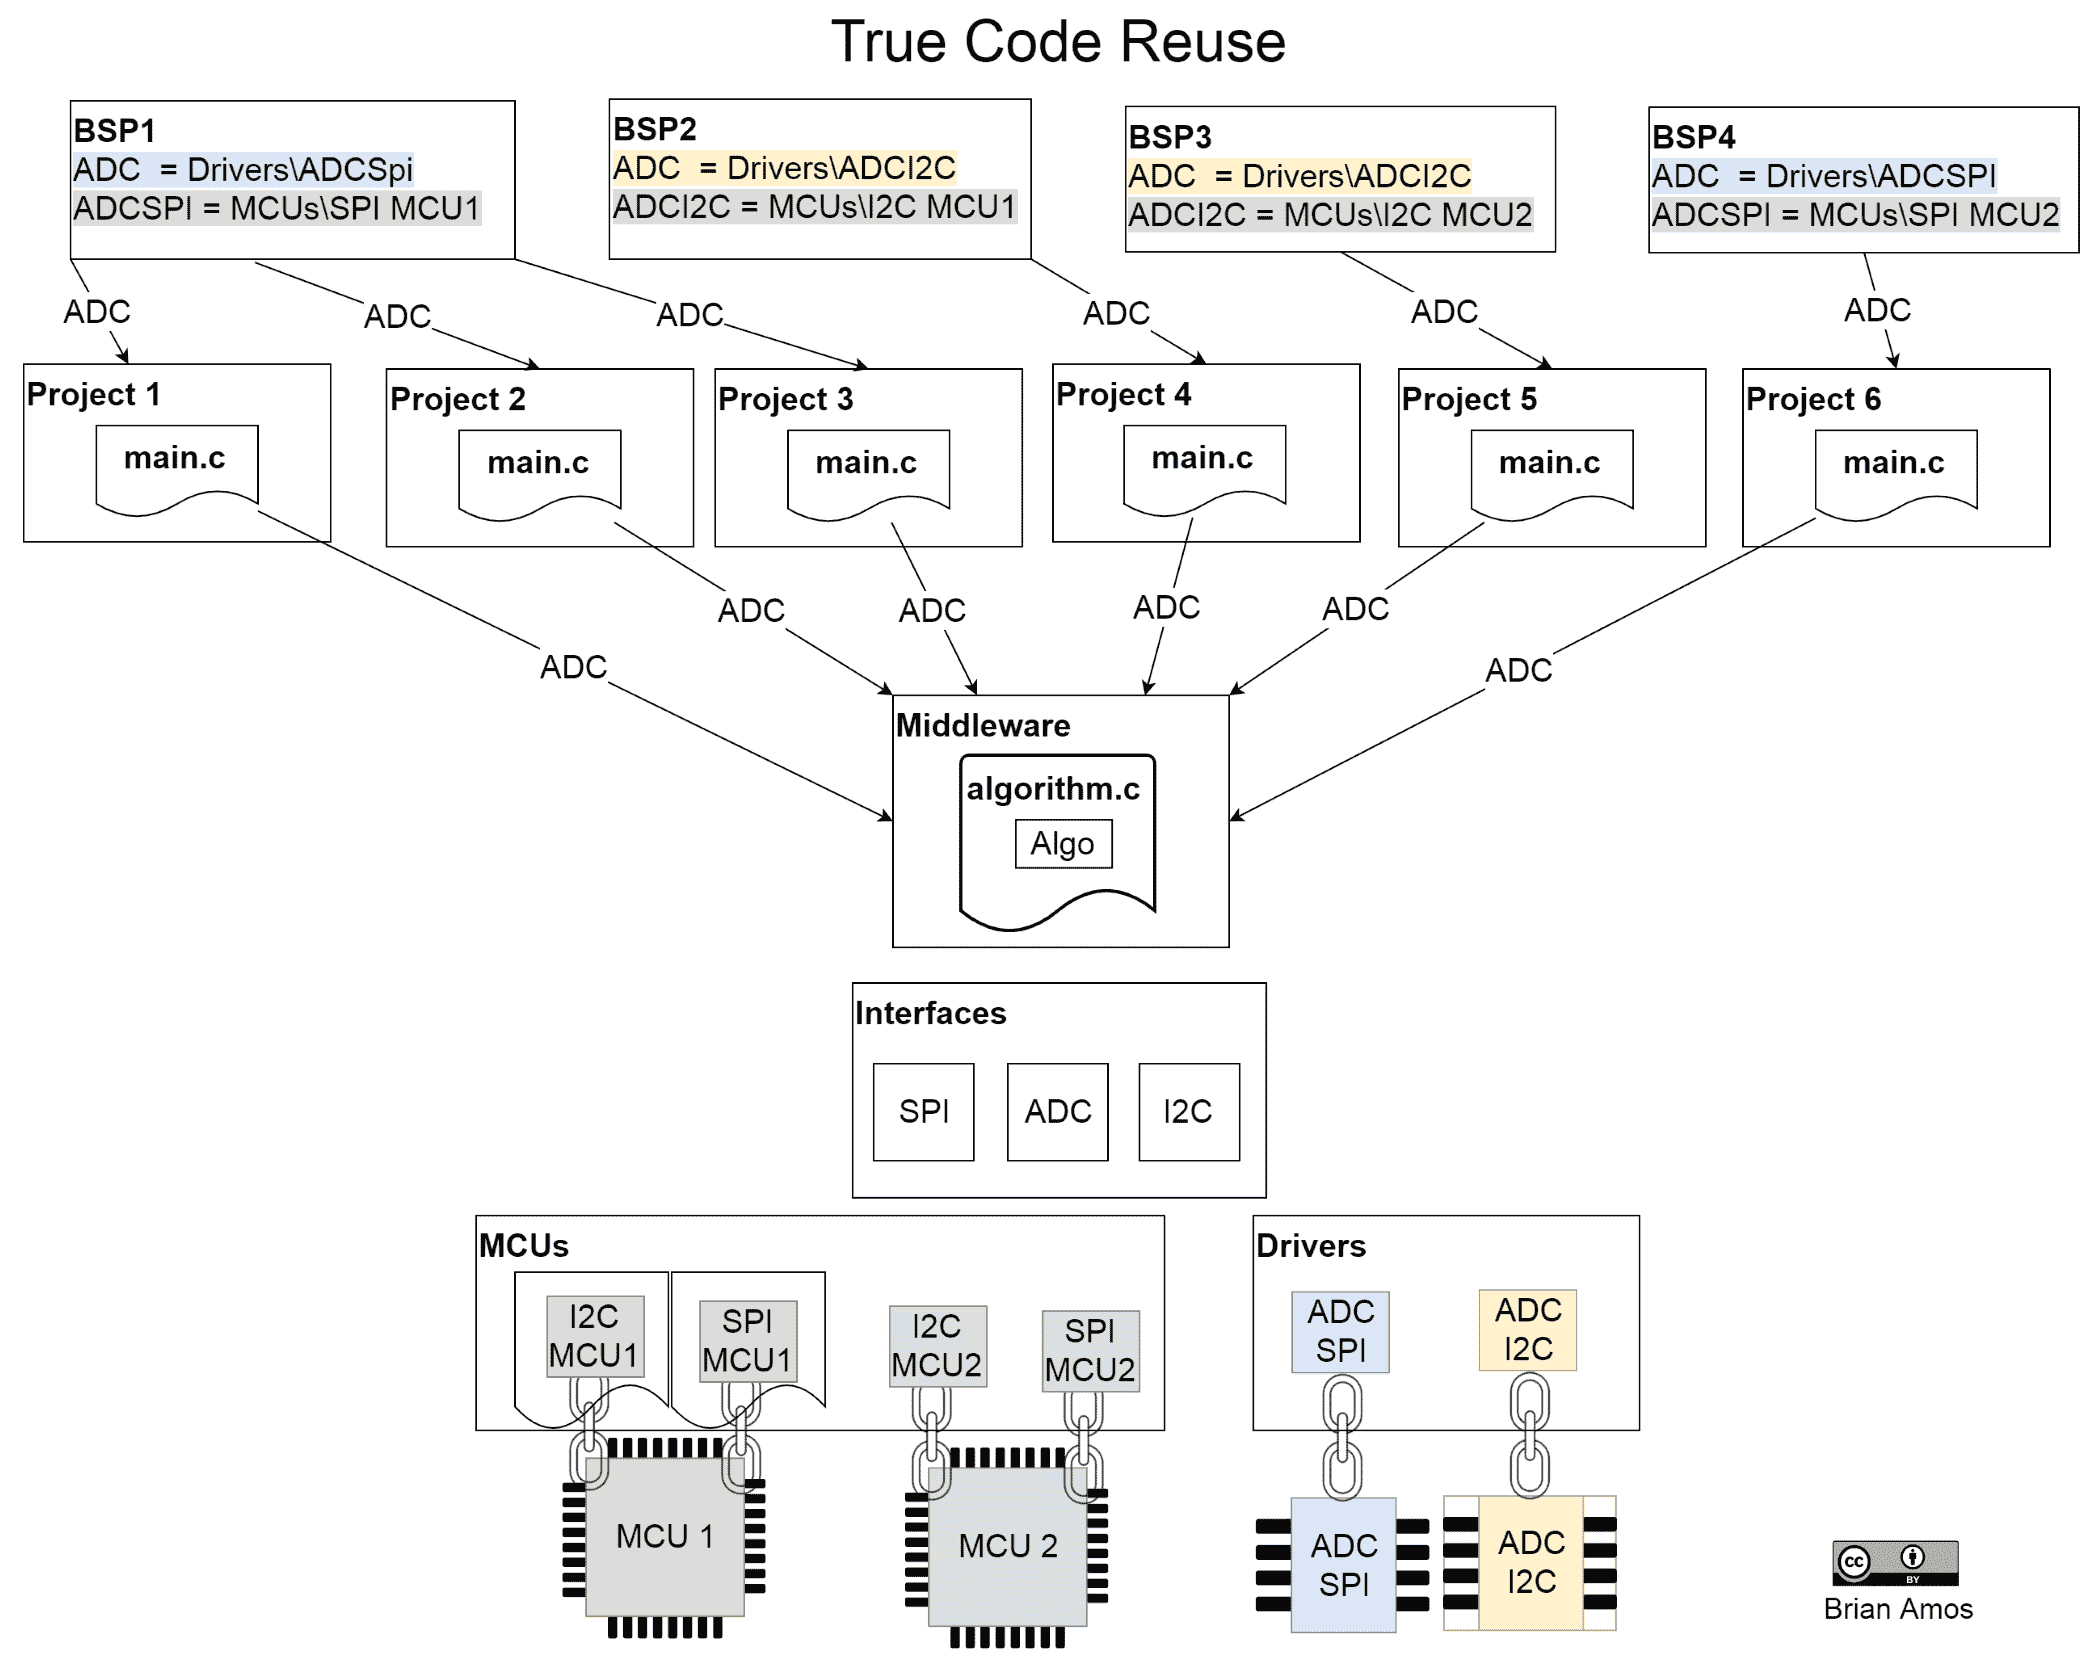 True Code Reuse
BSP1
ADC = Drivers\ADCSpi
ADCSPI = MCUs\SPI MCU1
BSP2
ADC = Drivers\ADCI2C
ADCI2C = MCUs\I2C MCU1
BSP3
ADC = Drivers\ADCI2C
ADCI2C = MCUs\I2C MCU2
BSP4
ADC = Drivers\ADCSPI
ADCSPI = MCUs\SPI MCU2
ADC
ADC
ADC
ADC
ADC
ADC
Project 1
main.c
Project 2
main.c
Project 3
main.c
Project 4
main.c
Project 5
main.c
Project 6
main.c
ADC
ADC
ADC
ADC
ADC
ADC
Middleware
algorithm.c
Algo
Interfaces
SPI
ADC
I2C
MCUs
I2C
MCU1
SPI
MCU1
I2C
MCU2
SPI
MCU2
Drivers
ADC
SPI
ADC
I2C
MCU 1
MCU 2
ADC
SPI
ADC
I2C
cc
BY
Brian Amos